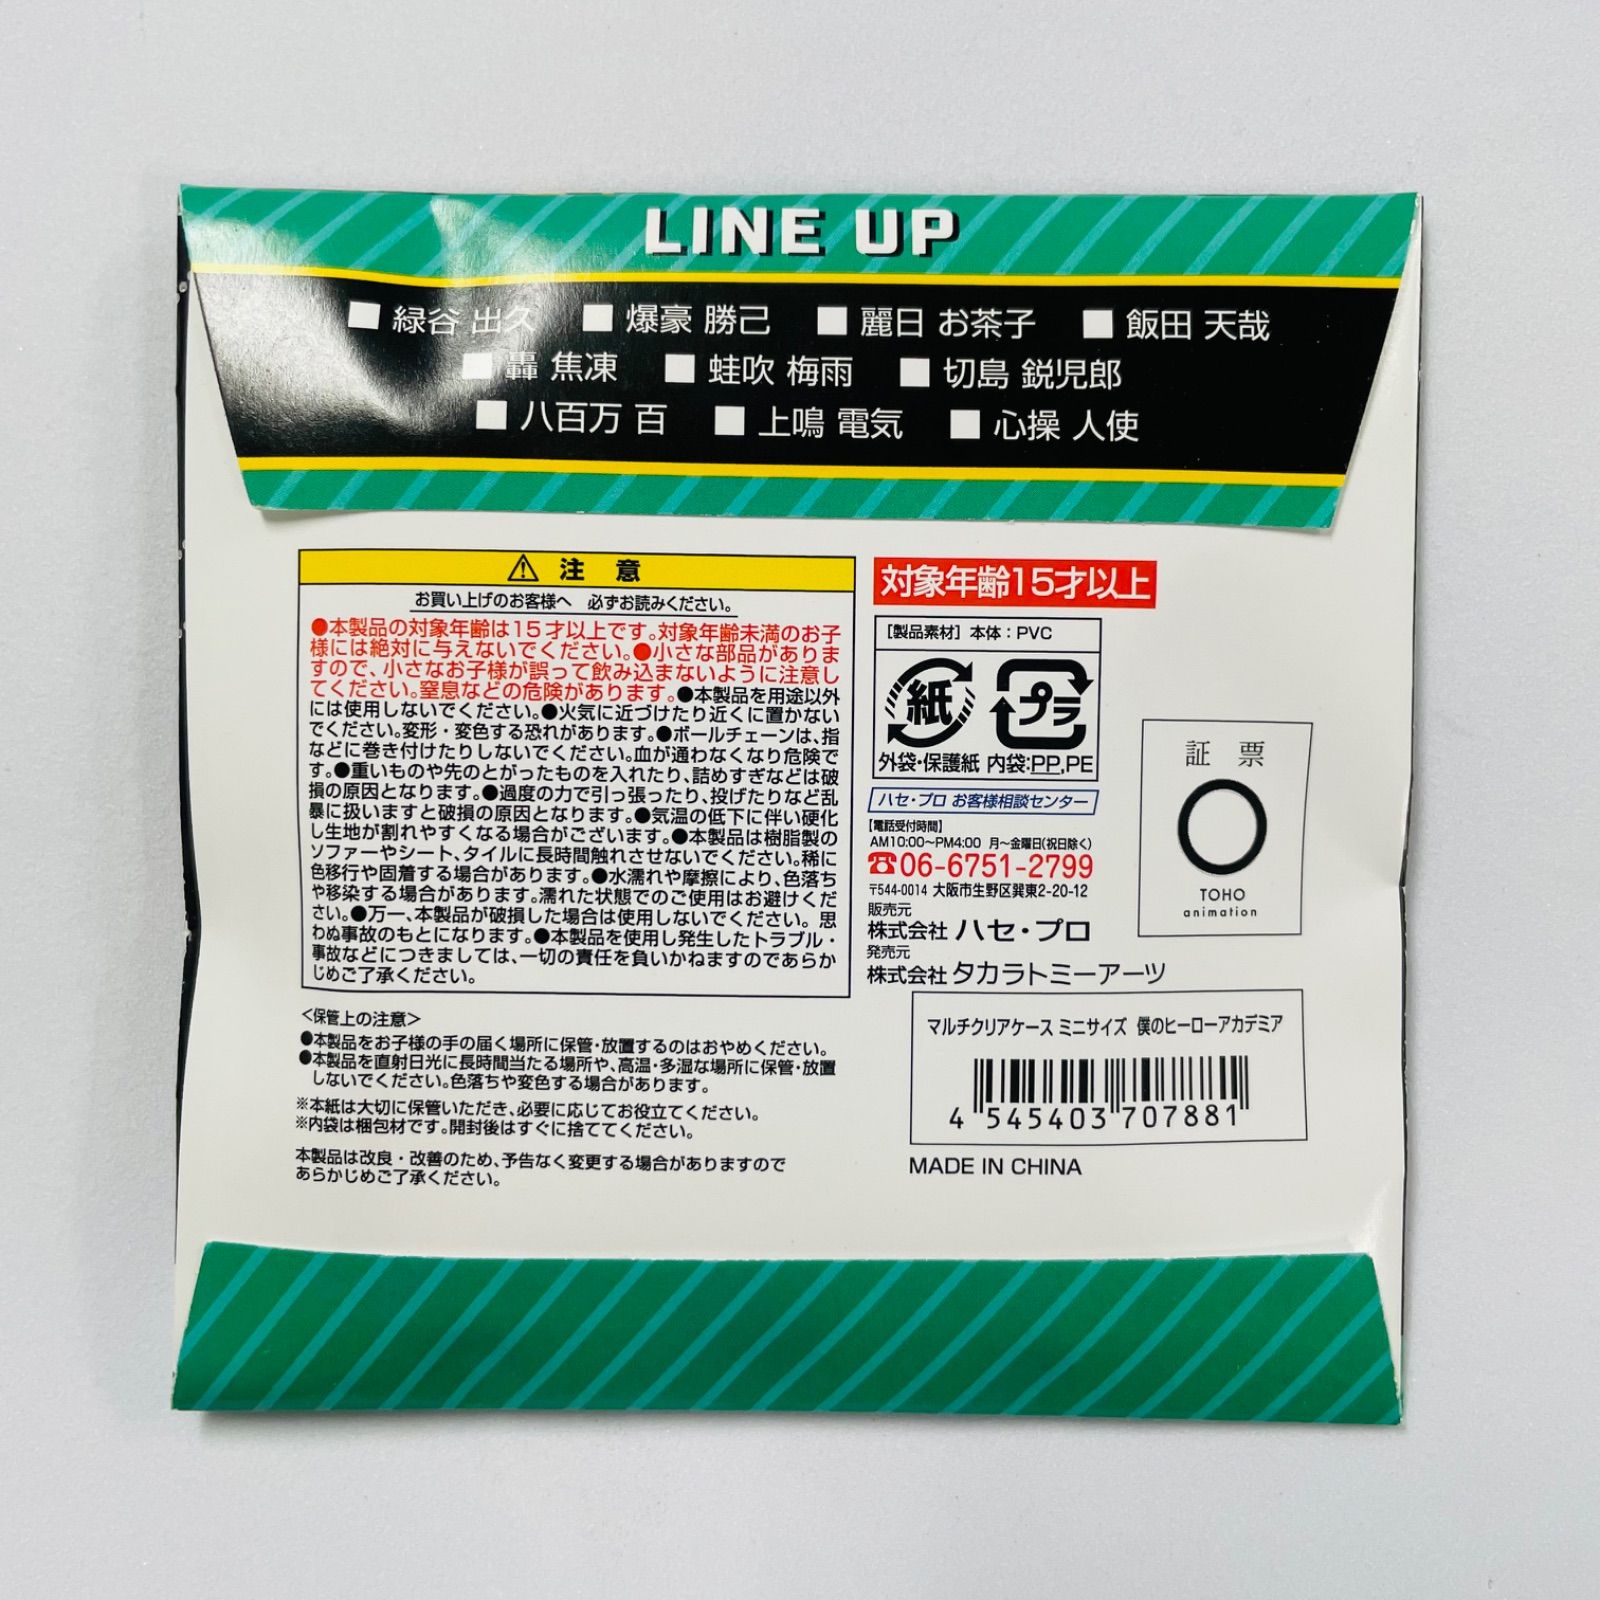 LINE UP
緑谷 出久 爆豪 勝己 麗日 お茶子 飯田 天哉
轟 焦凍 蛙吹 梅雨 切島 鋭児郎
八百万 百 上鳴 電気 心操 人使
注 意
お買い上げのお客様へ 必ずお読みください。
●本製品の対象年齢は15才以上です。対象年齢未満のお子
様には絶対に与えないでください。●小さな部品がありま
すので、小さなお子様が誤って飲み込まないように注意し
てください。窒息などの危険があります。●本製品を用途以外
には使用しないでください。●火気に近づけたり近くに置かない
でください。変形・変色する恐れがあります。●ボールチェーンは、指
などに巻き付けたりしないでください。血が通わなくなり危険で
す。●重いものや先のとがったものを入れたり、詰めすぎなどは破
損の原因となります。●過度の力で引っ張ったり、投げたりなど乱
暴に扱いますと破損の原因となります。●気温の低下に伴い硬化
し生地が割れやすくなる場合がございます。●本製品は樹脂製の
ソファーやシート、タイルに長時間触れさせないでください。稀に
色移行や固着する場合があります。●水濡れや摩擦により、色落ち
や移染する場合があります。濡れた状態でのご使用はお避けくだ
さい。●万一、本製品が破損した場合は使用しないでください。思
わぬ事故のもとになります。●本製品を使用し発生したトラブル・
事故などにつきましては、一切の責任を負いかねますのであらか
じめご了承ください。
<保管上の注意>
●本製品をお子様の手の届く場所に保管・放置するのはおやめください。
●本製品を直射日光に長時間当たる場所や、高温・多湿な場所に保管・放置
しないでください。色落ちや変色する場合があります。
※本紙は大切に保管いただき、必要に応じてお役立てください。
※内袋は梱包材です。開封後はすぐに捨ててください。
本製品は改良・改善のため、予告なく変更する場合がありますので
あらかじめご了承ください。
対象年齢15才以上
［製品素材］本体：PVC
紙 プラ
外袋・保護紙 内袋:PP,PE
ハセ・プロ お客様相談センター
【電話受付時間】
AM10:00〜PM4:00 月〜金曜日(祝日除く)
☎06-6751-2799
〒544-0014 大阪市生野区巽東2-20-12
販売元
株式会社 ハセ・プロ
発売元
株式会社 タカラトミーアーツ
証 票
TOHO
animation
マルチクリアケース ミニサイズ 僕のヒーローアカデミア
4 545403 707881
MADE IN CHINA